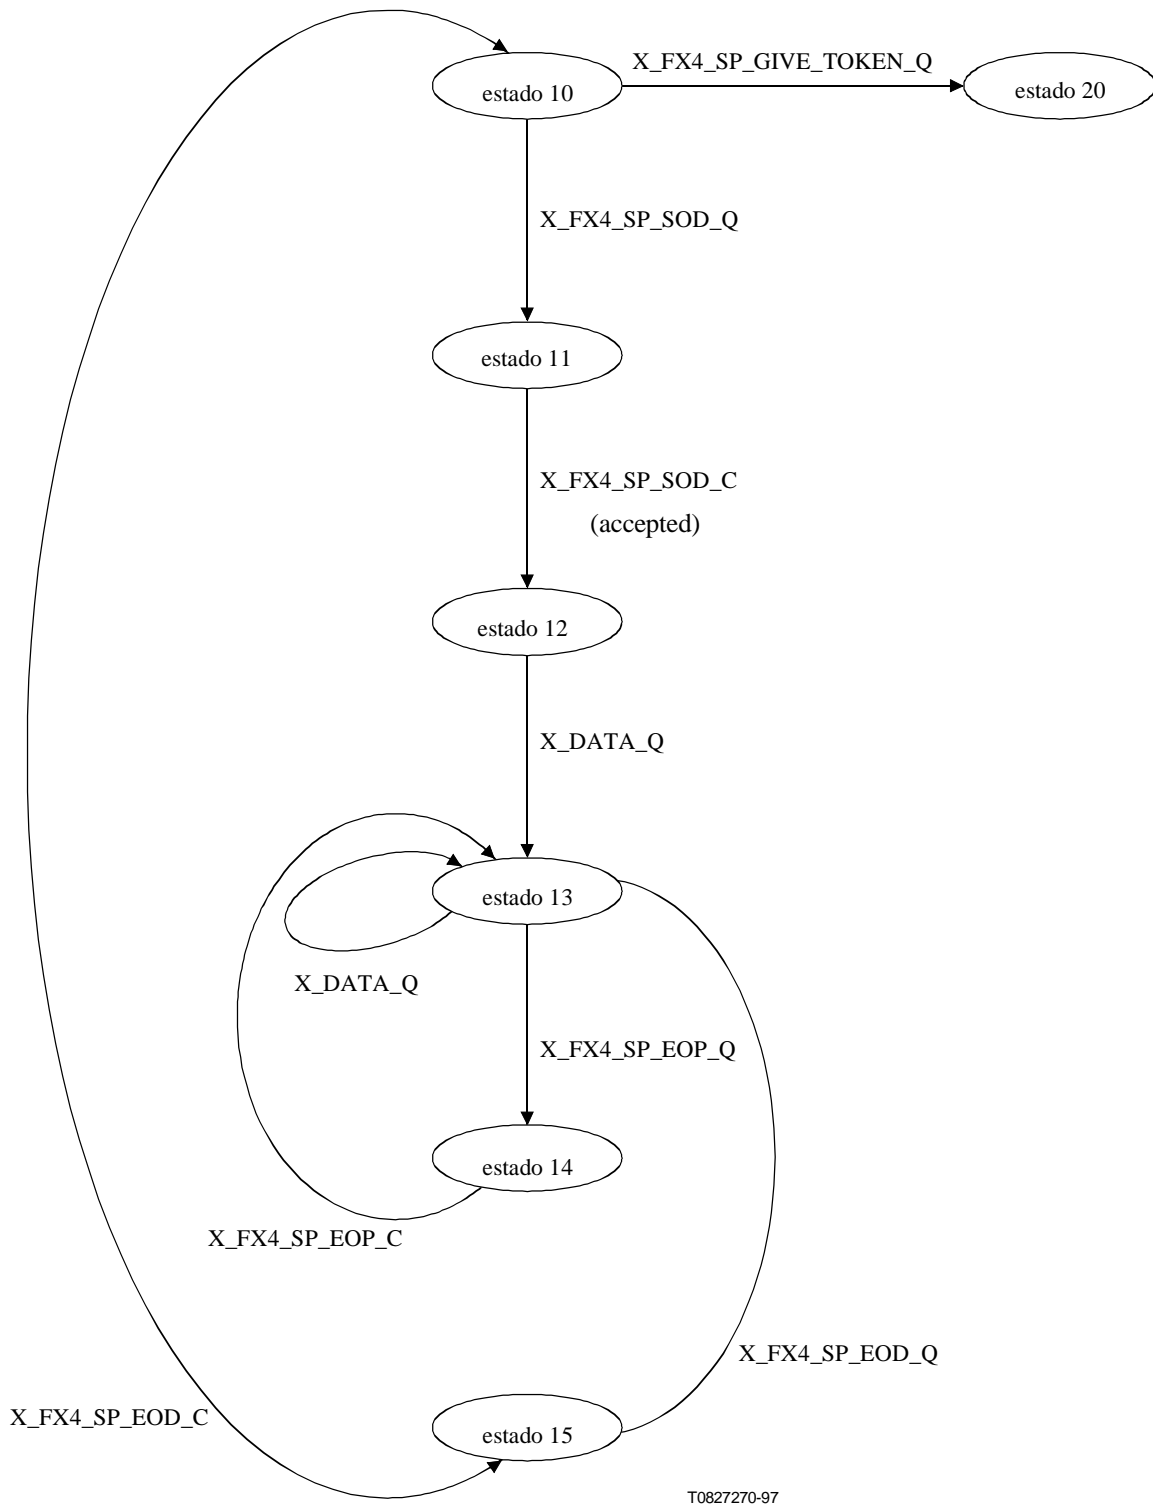 X_FX4_SP_GIVE_TOKEN_Q
estado 10
estado 20
X_FX4_SP_SOD_Q
estado 11
X_FX4_SP_SOD_C
(accepted)
estado 12
X_DATA_Q
estado 13
X_DATA_Q
X_FX4_SP_EOP_Q
estado 14
X_FX4_SP_EOP_C
X_FX4_SP_EOD_Q
X_FX4_SP_EOD_C
estado 15
T0827270-97